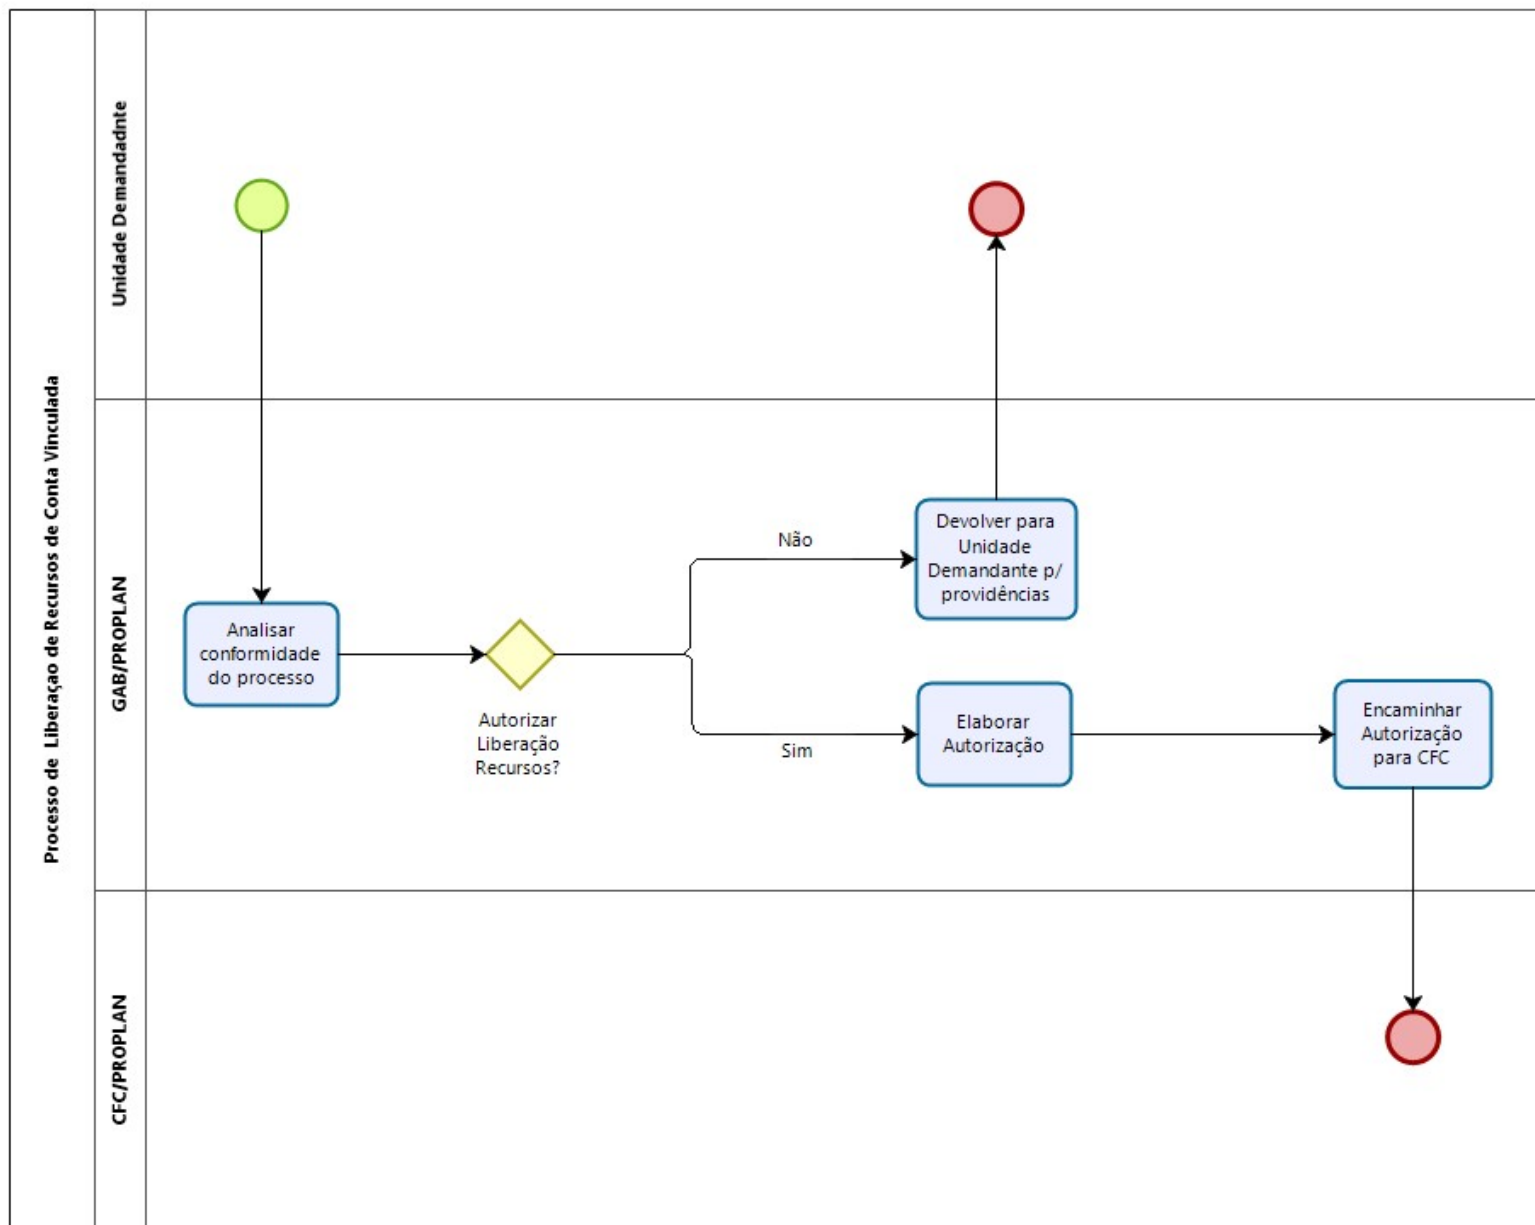 Processo de Liberaçao de Recursos de Conta Vinculada
Unidade Demandadnte
GAB/PROPLAN
Analisar
conformidade
do processo
Autorizar
Liberação
Recursos?
Não
Devolver para
Unidade
Demandante p/
providências
Sim
Elaborar
Autorização
Encaminhar
Autorização
para CFC
CFC/PROPLAN